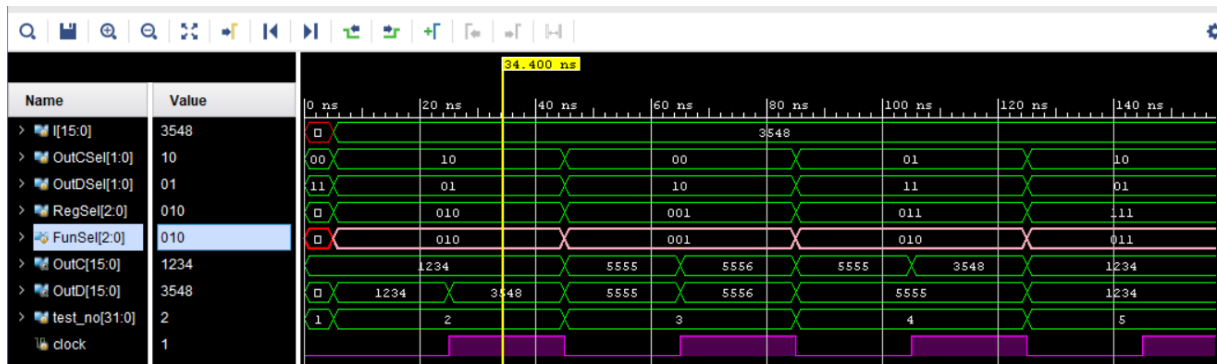 34.400 ns
Name Value
0 ns 20 ns 40 ns 60 ns 80 ns 100 ns 120 ns 140 ns
I[15:0] 3548 3548
OutCSel[1:0] 10 00 10 00 01 10
OutDSel[1:0] 01 11 01 10 11 01
RegSel[2:0] 010 010 001 011 111
FunSel[2:0] 010 010 001 010 011
OutC[15:0] 1234 1234 5555 5556 5555 3548 1234
OutD[15:0] 3548 1234 3548 5555 5556 5555 1234
test_no[31:0] 2 1 2 3 4 5
clock 1